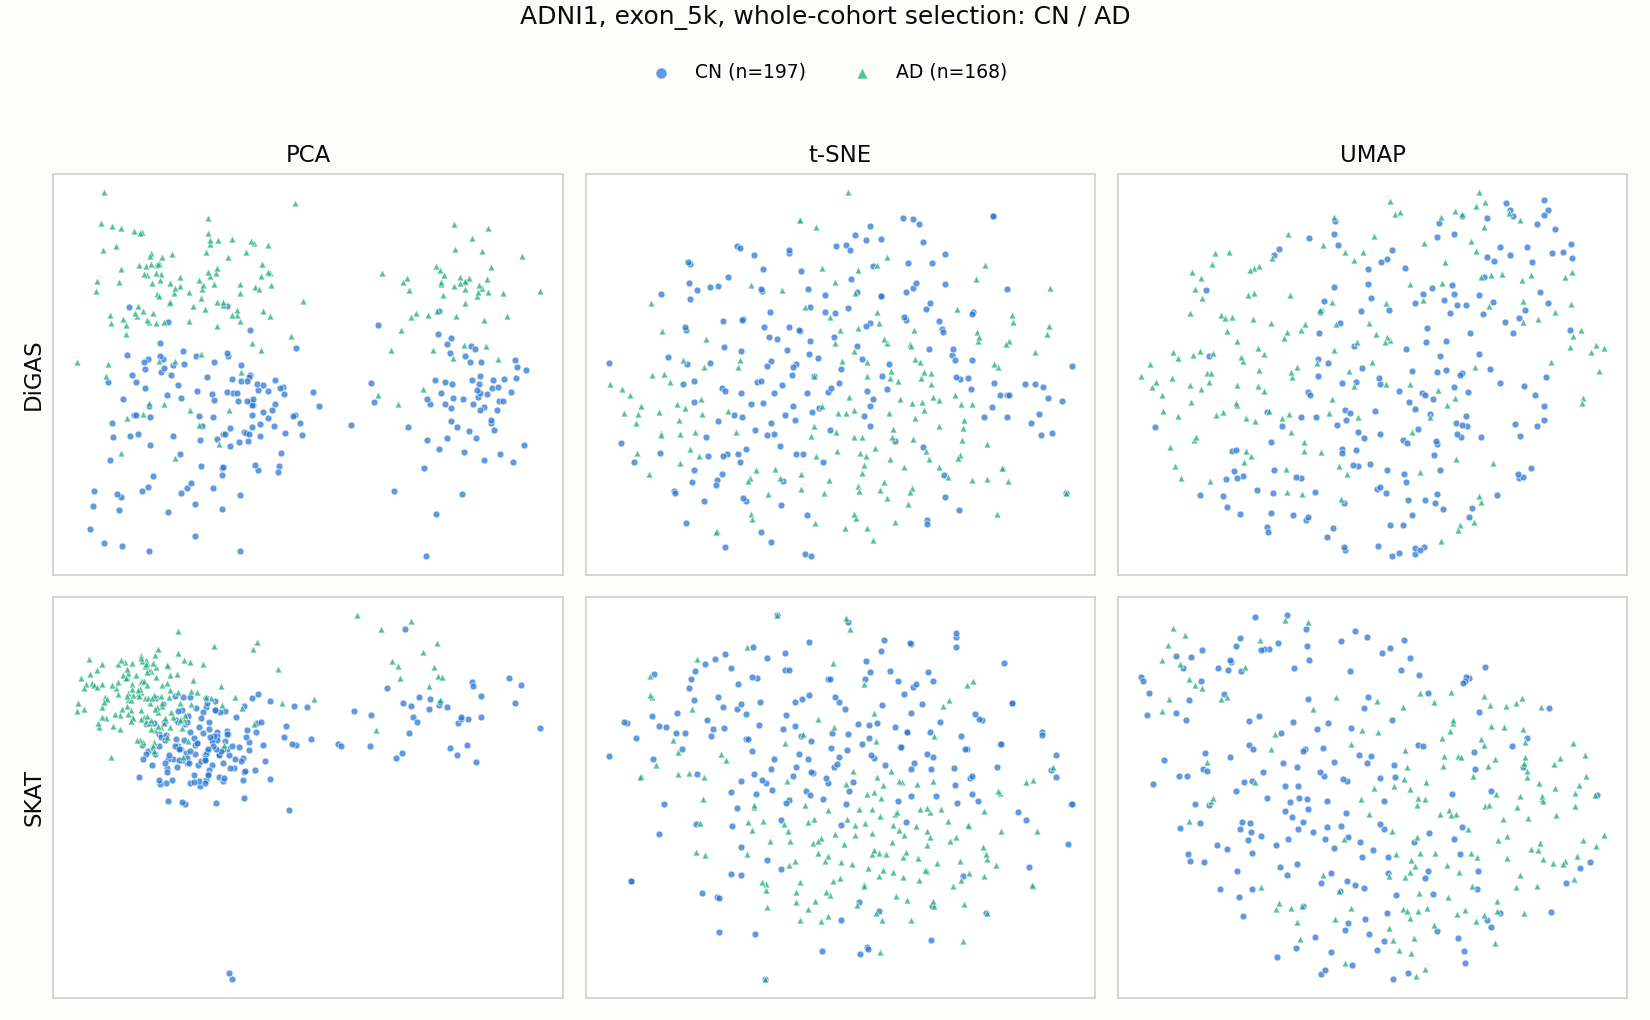 ADNI1, exon_5k, whole-cohort selection: CN / AD
CN (n=197)
AD (n=168)
PCA
t-SNE
UMAP
DiGAS
SKAT